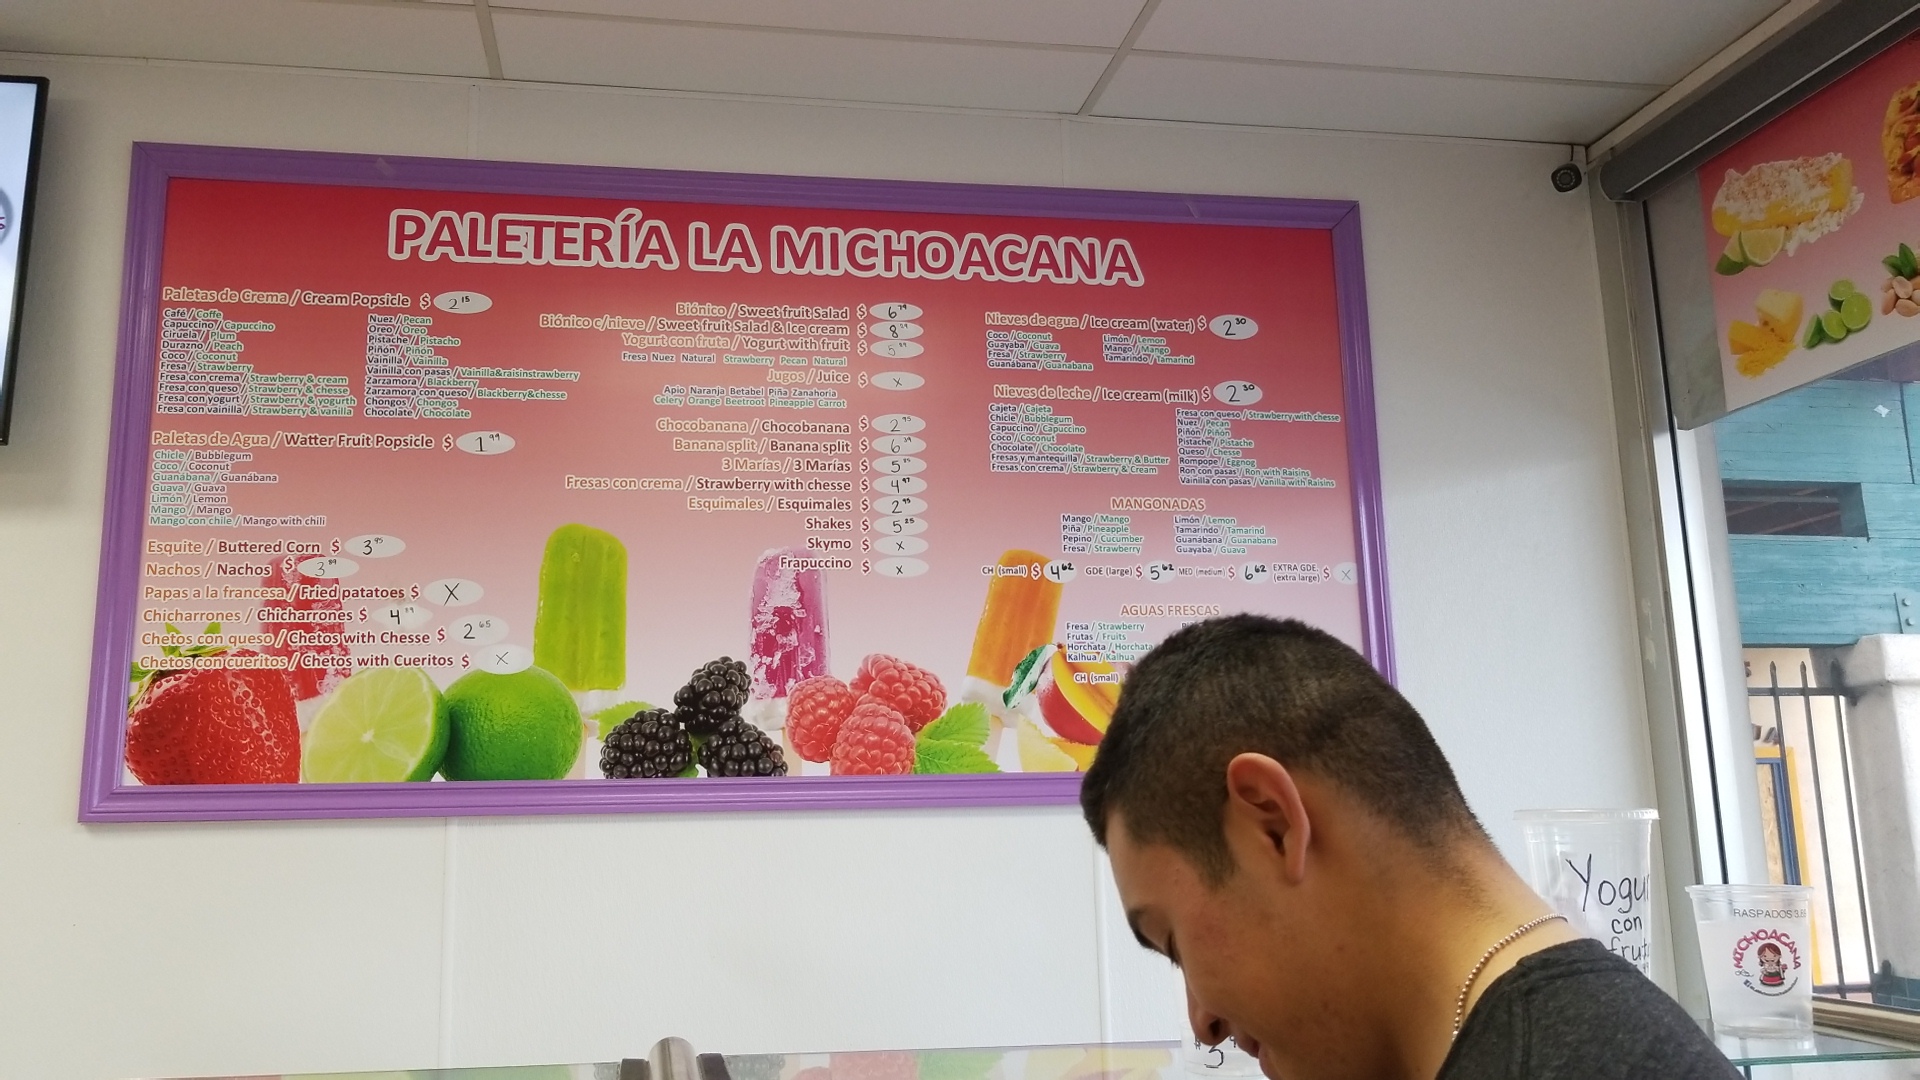 PALETERÍA LA MICHOACANA
Paletas de Crema / Cream Popsicle $ 2 15
Café / Coffe
Capuccino / Capuccino
Ciruela / Plum
Durazno / Peach
Coco / Coconut
Fresa / Strawberry
Fresa con crema / Strawberry & cream
Fresa con queso / Strawberry & chesse
Fresa con yogurt / Strawberry & yogurth
Fresa con vainilla / Strawberry & vanilla
Nuez / Pecan
Oreo / Oreo
Pistache / Pistacho
Piñón / Piñón
Vainilla / Vainilla
Vainilla con pasas / Vainilla&raisinstrawberry
Zarzamora / Blackberry
Zarzamora con queso / Blackberry&chesse
Chongos / Chongos
Chocolate / Chocolate
Paletas de Agua / Watter Fruit Popsicle $ 1 99
Chicle / Bubblegum
Coco / Coconut
Guanábana / Guanábana
Guava / Guava
Limón / Lemon
Mango / Mango
Mango con chile / Mango with chili
Esquite / Buttered Corn $ 3 95
Nachos / Nachos $ 3 89
Papas a la francesa / Fried patatoes $ X
Chicharrones / Chicharrones $ 4
Chetos con queso / Chetos with Chesse $ 2 65
Chetos con cueritos / Chetos with Cueritos $ X
Biónico / Sweet fruit Salad $ 6 79
Biónico c/nieve / Sweet fruit Salad & Ice cream $ 8
Yogurt con fruta / Yogurt with fruit $ 5
Fresa Nuez Natural Strawberry Pecan Natural
Jugos / Juice $ X
Apio Naranja Betabel Piña Zanahoria
Celery Orange Beetroot Pineapple Carrot
Chocobanana / Chocobanana $ 2 95
Banana split / Banana split $ 6
3 Marías / 3 Marías $ 5
Fresas con crema / Strawberry with chesse $ 4 97
Esquimales / Esquimales $ 2 95
Shakes $ 5 25
Skymo $ X
Frapuccino $ X
Nieves de agua / Ice cream (water) $ 2 30
Coco / Coconut
Guayaba / Guava
Fresa / Strawberry
Guanábana / Guanabana
Limón / Lemon
Mango / Mango
Tamarindo / Tamarind
Nieves de leche / Ice cream (milk) $ 2 30
Cajeta / Cajeta
Chicle / Bubblegum
Capuccino / Capuccino
Coco / Coconut
Chocolate / Chocolate
Fresas y mantequilla / Strawberry & Butter
Fresas con crema / Strawberry & Cream
Fresa con queso / Strawberry with chesse
Nuez / Pecan
Piñón / Piñón
Pistache / Pistache
Queso / Chesse
Rompope / Eggnog
Ron con pasas / Ron with Raisins
Vainilla con pasas / Vanilla with Raisins
MANGONADAS
Mango / Mango
Piña / Pineapple
Pepino / Cucumber
Fresa / Strawberry
Limón / Lemon
Tamarindo / Tamarind
Guanábana / Guanabana
Guayaba / Guava
CH (small) $ 4 62 GDE (large) $ 5 62 MED (medium) $ 6 62 EXTRA GDE. (extra large) $ X
AGUAS FRESCAS
Fresa / Strawberry
Frutas / Fruits
Horchata / Horchata
Kalhua / Kalhua
CH (small)
Yogur
con
fruta
RASPADOS
MICHOACANA
$ 3